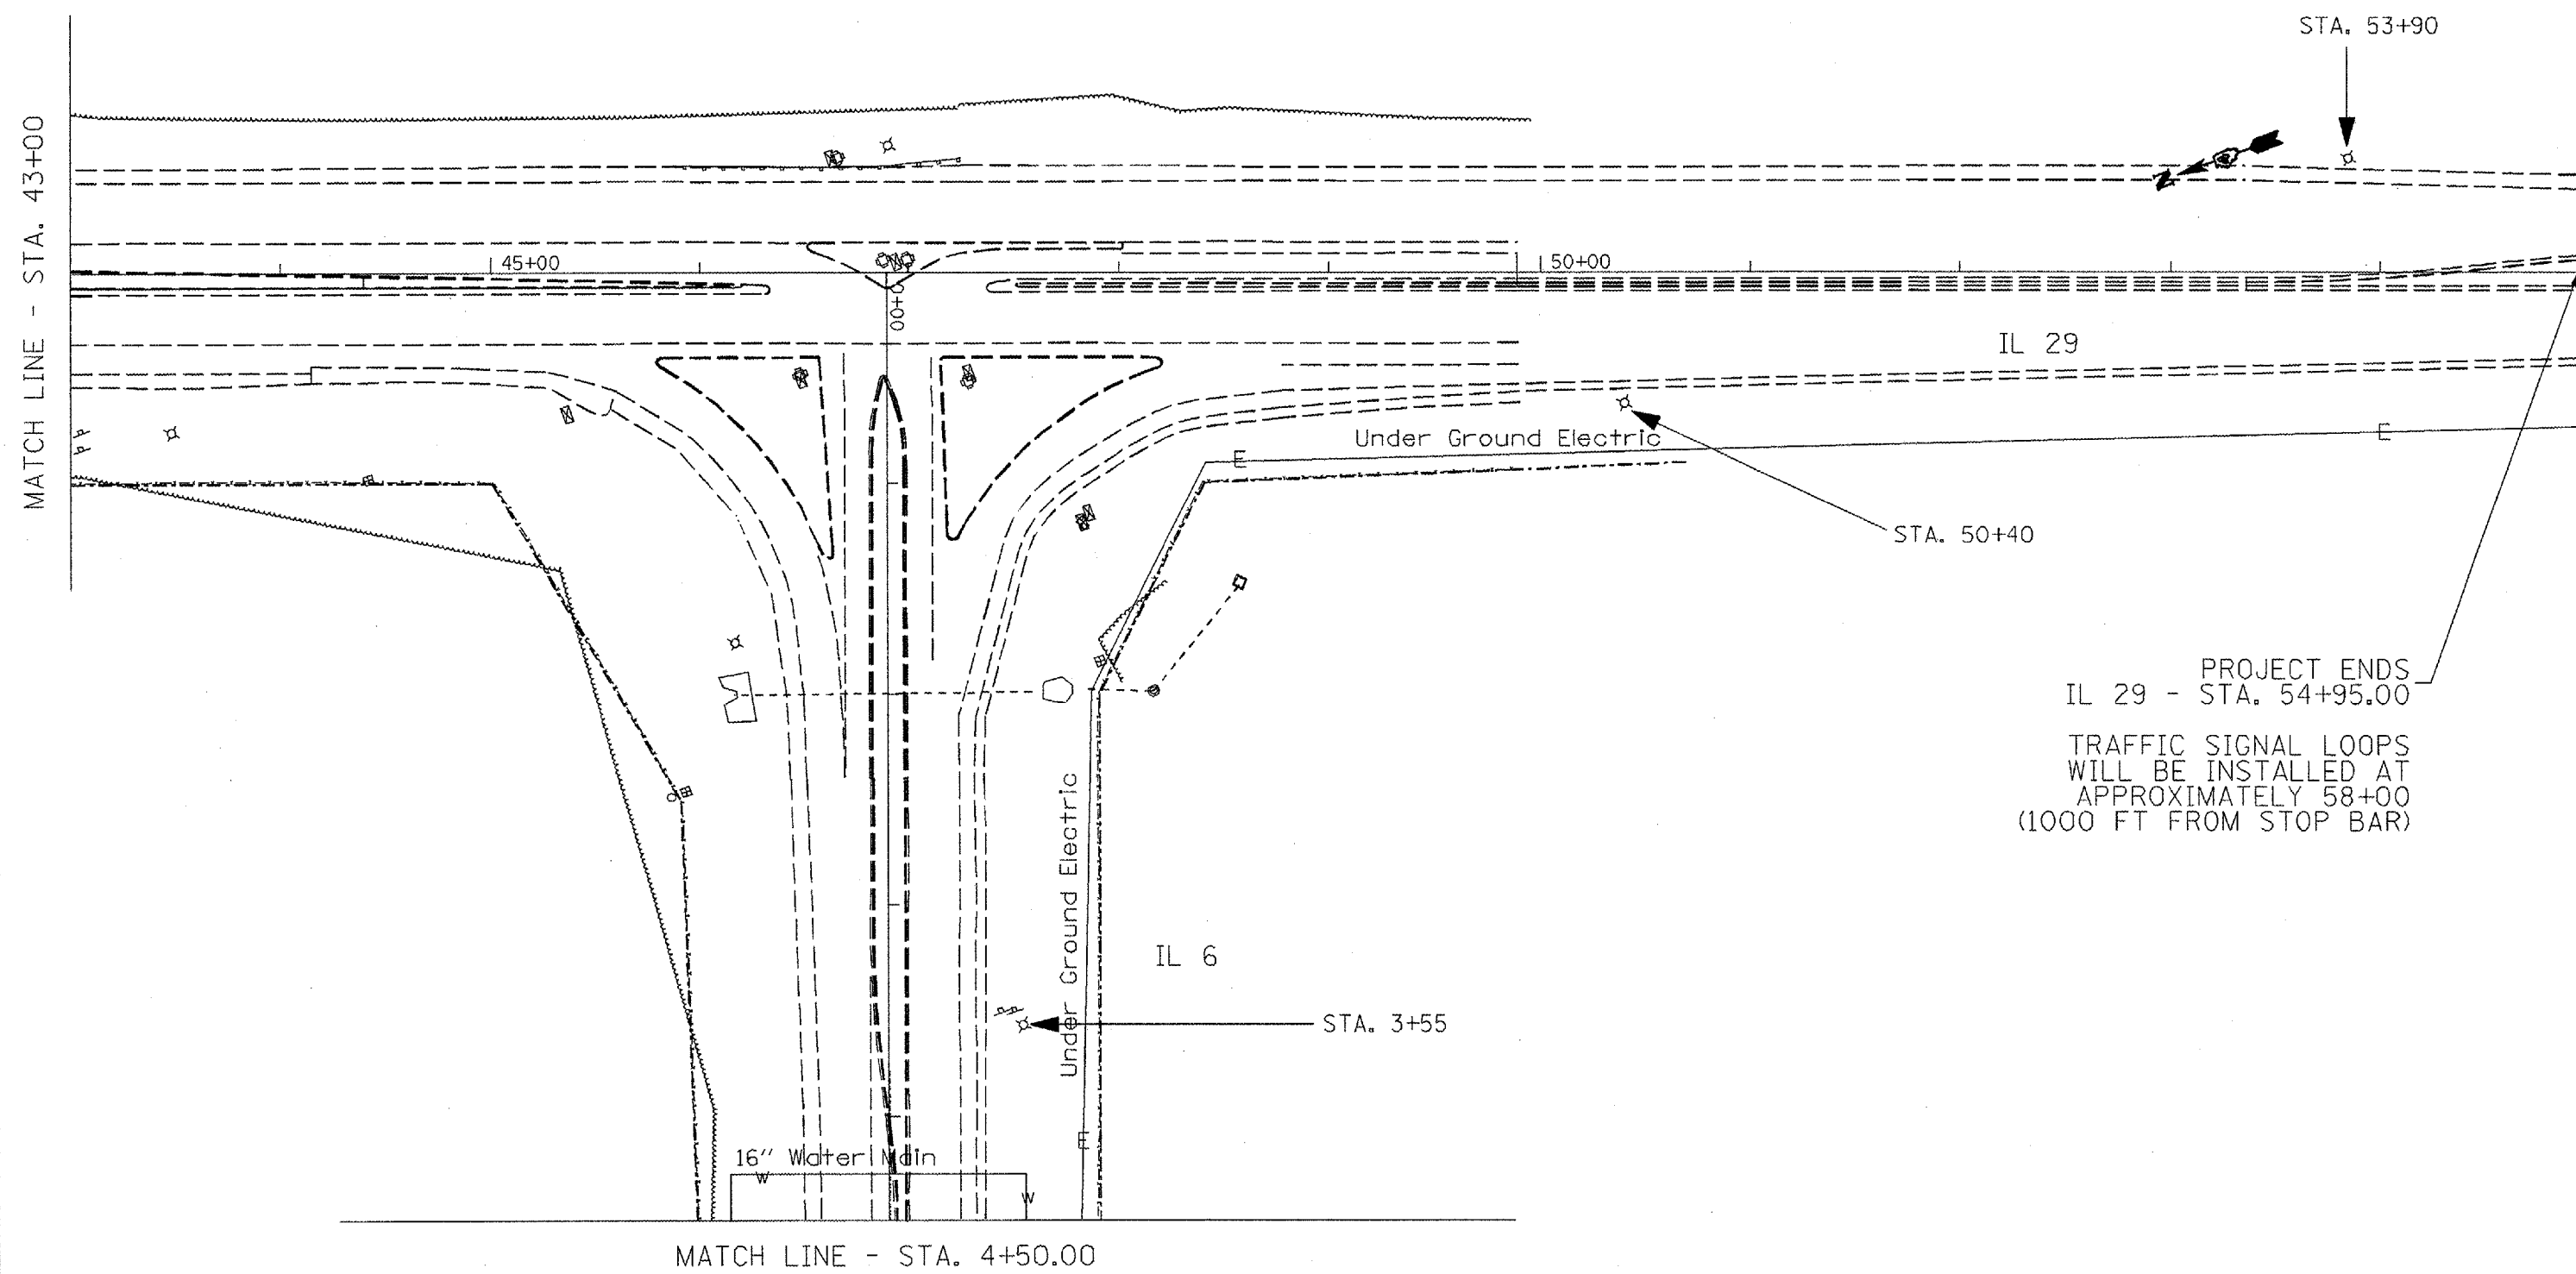 STA. 53+90
MATCH LINE - STA. 43+00
N
45+00
50+00
0+00
IL 29
Under Ground Electric
E
E
STA. 50+40
PROJECT ENDS
IL 29 - STA. 54+95.00
TRAFFIC SIGNAL LOOPS
WILL BE INSTALLED AT
APPROXIMATELY 58+00
(1000 FT FROM STOP BAR)
Under Ground Electric
IL 6
STA. 3+55
E
16" Water Main
W
W
MATCH LINE - STA. 4+50.00